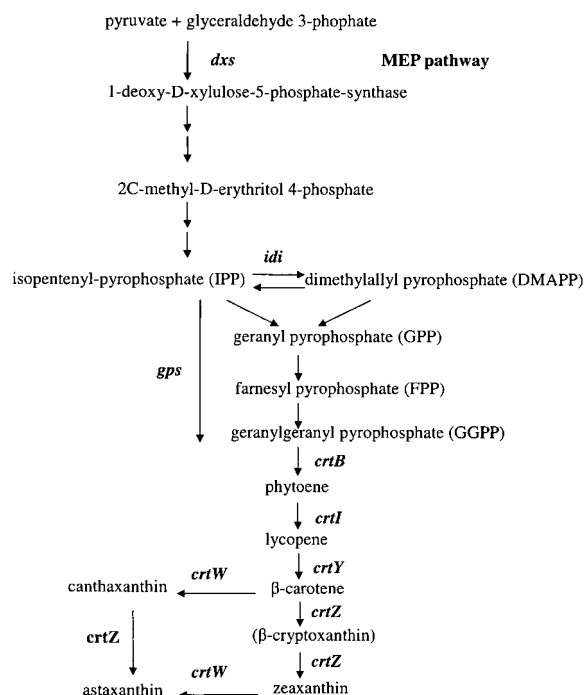 pyruvate + glyceraldehyde 3-phophate
dxs
MEP pathway
1-deoxy-D-xylulose-5-phosphate-synthase
2C-methyl-D-erythritol 4-phosphate
idi
isopentenyl-pyrophosphate (IPP)
dimethylallyl pyrophosphate (DMAPP)
geranyl pyrophosphate (GPP)
gps
farnesyl pyrophosphate (FPP)
geranylgeranyl pyrophosphate (GGPP)
crtB
phytoene
crtI
lycopene
crtW
crtY
canthaxanthin
β-carotene
crtZ
crtZ
(β-cryptoxanthin)
crtW
crtZ
astaxanthin
zeaxanthin